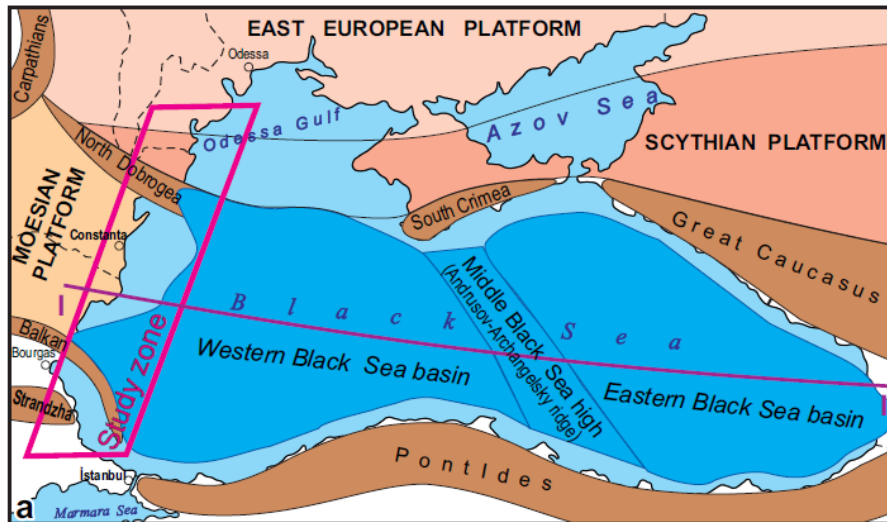 EAST EUROPEAN PLATFORM
Carpathians
Odessa
Odessa Gulf
Azov Sea
SCYTHIAN PLATFORM
North Dobrogea
MOESIAN
PLATFORM
Constanta
South Crimea
Great Caucasus
I
Black Sea
Middle Black Sea high
(Andrusov-Archangelsky ridge)
Western Black Sea basin
Eastern Black Sea basin
I
Balkan
Bourgas
Study zone
Strandzha
Pontldes
İstanbul
Marmara Sea
a